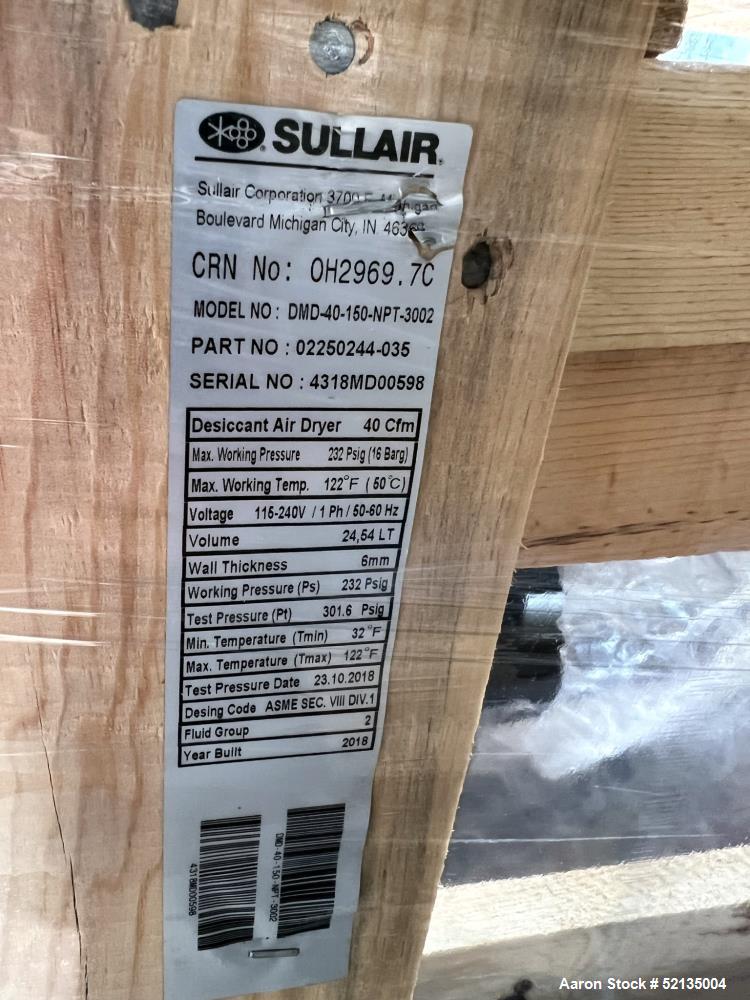 SULLAIR
Sullair Corporation 3700 E.
Boulevard Michigan City, IN
CRN No: OH2969.7C
MODEL NO : DMD-40-150-NPT-3002
PART NO : 02250244-035
SERIAL NO : 4318MD00598
Desiccant Air Dryer 40 Cfm
Max. Working Pressure 232 Psig (16 Barg)
Max. Working Temp. 122°F (50°C)
Voltage 115-240V / 1 Ph / 50-60 Hz
Volume 24,54 LT
Wall Thickness 6mm
Working Pressure (Ps) 232 Psig
Test Pressure (Pt) 301.6 Psig
Min. Temperature (Tmin) 32°F
Max. Temperature (Tmax) 122°F
Test Pressure Date 23.10.2018
Desing Code ASME SEC. VIII DIV.1
Fluid Group 2
Year Built 2018
4318MD00598
DMD-40-150-NPT-3002
Aaron Stock # 52135004